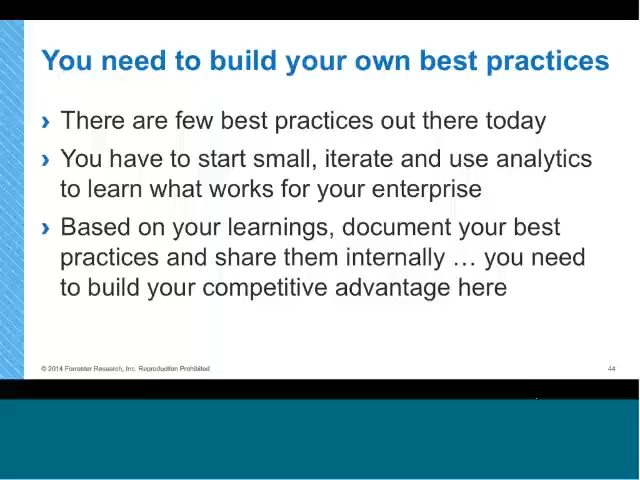 You need to build your own best practices
› There are few best practices out there today
› You have to start small, iterate and use analytics
to learn what works for your enterprise
› Based on your learnings, document your best
practices and share them internally … you need
to build your competitive advantage here
© 2014 Forrester Research, Inc. Reproduction Prohibited
44